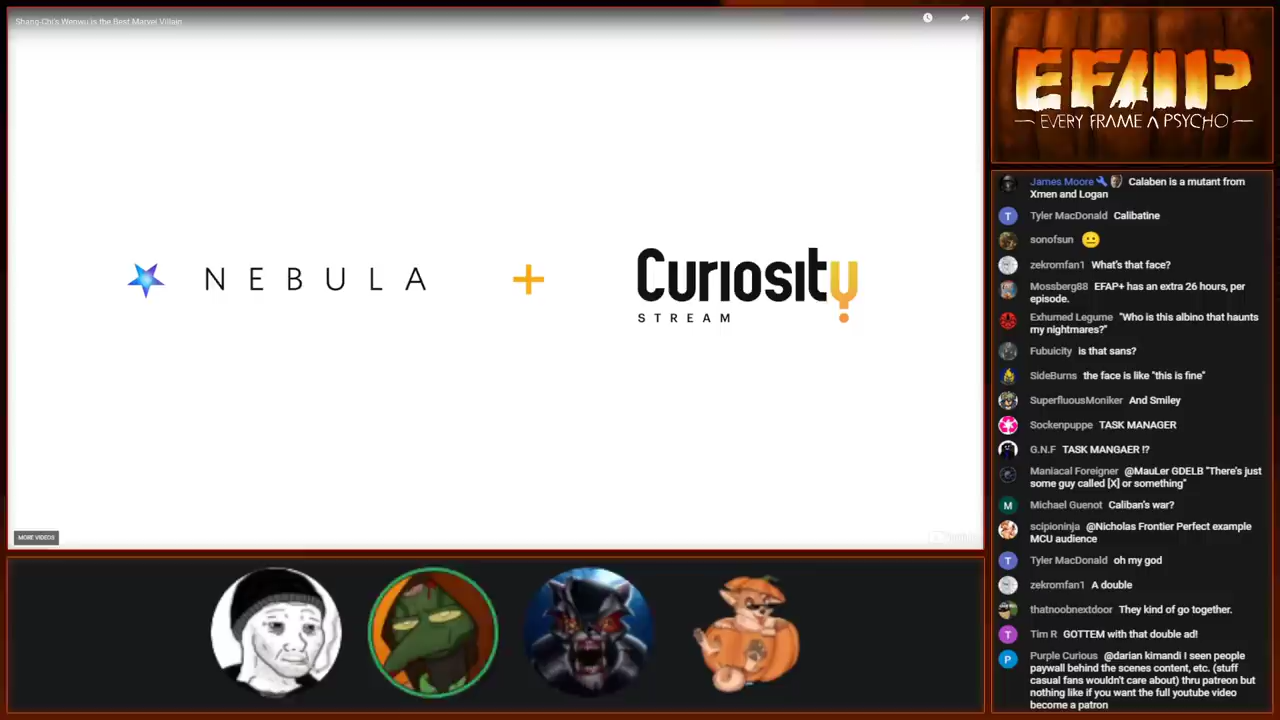 Shang-Chi's Wenwu is the Best Marvel Villain
NEBULA + Curiosity
STREAM
MORE VIDEOS
EFAP
EVERY FRAME A PSYCHO
James Moore Calaben is a mutant from
Xmen and Logan
Tyler MacDonald Calibatine
sonofsun
zekromfan1 What's that face?
Mossberg88 EFAP+ has an extra 26 hours, per
episode.
Exhumed Legume "Who is this albino that haunts
my nightmares?"
Fubuicity is that sans?
SideBurns the face is like "this is fine"
SuperfluousMoniker And Smiley
Sockenpuppe TASK MANAGER
G.N.F TASK MANGAER !?
Maniacal Foreigner @MauLer GDELB "There's just
some guy called [X] or something"
Michael Guenot Caliban's war?
scipioninja @Nicholas Frontier Perfect example
MCU audience
Tyler MacDonald oh my god
zekromfan1 A double
thatnoobnextdoor They kind of go together.
Tim R GOTTEM with that double ad!
Purple Curious @darian kimandi I seen people
paywall behind the scenes content, etc. (stuff
casual fans wouldn't care about) thru patreon but
nothing like if you want the full youtube video
become a patron